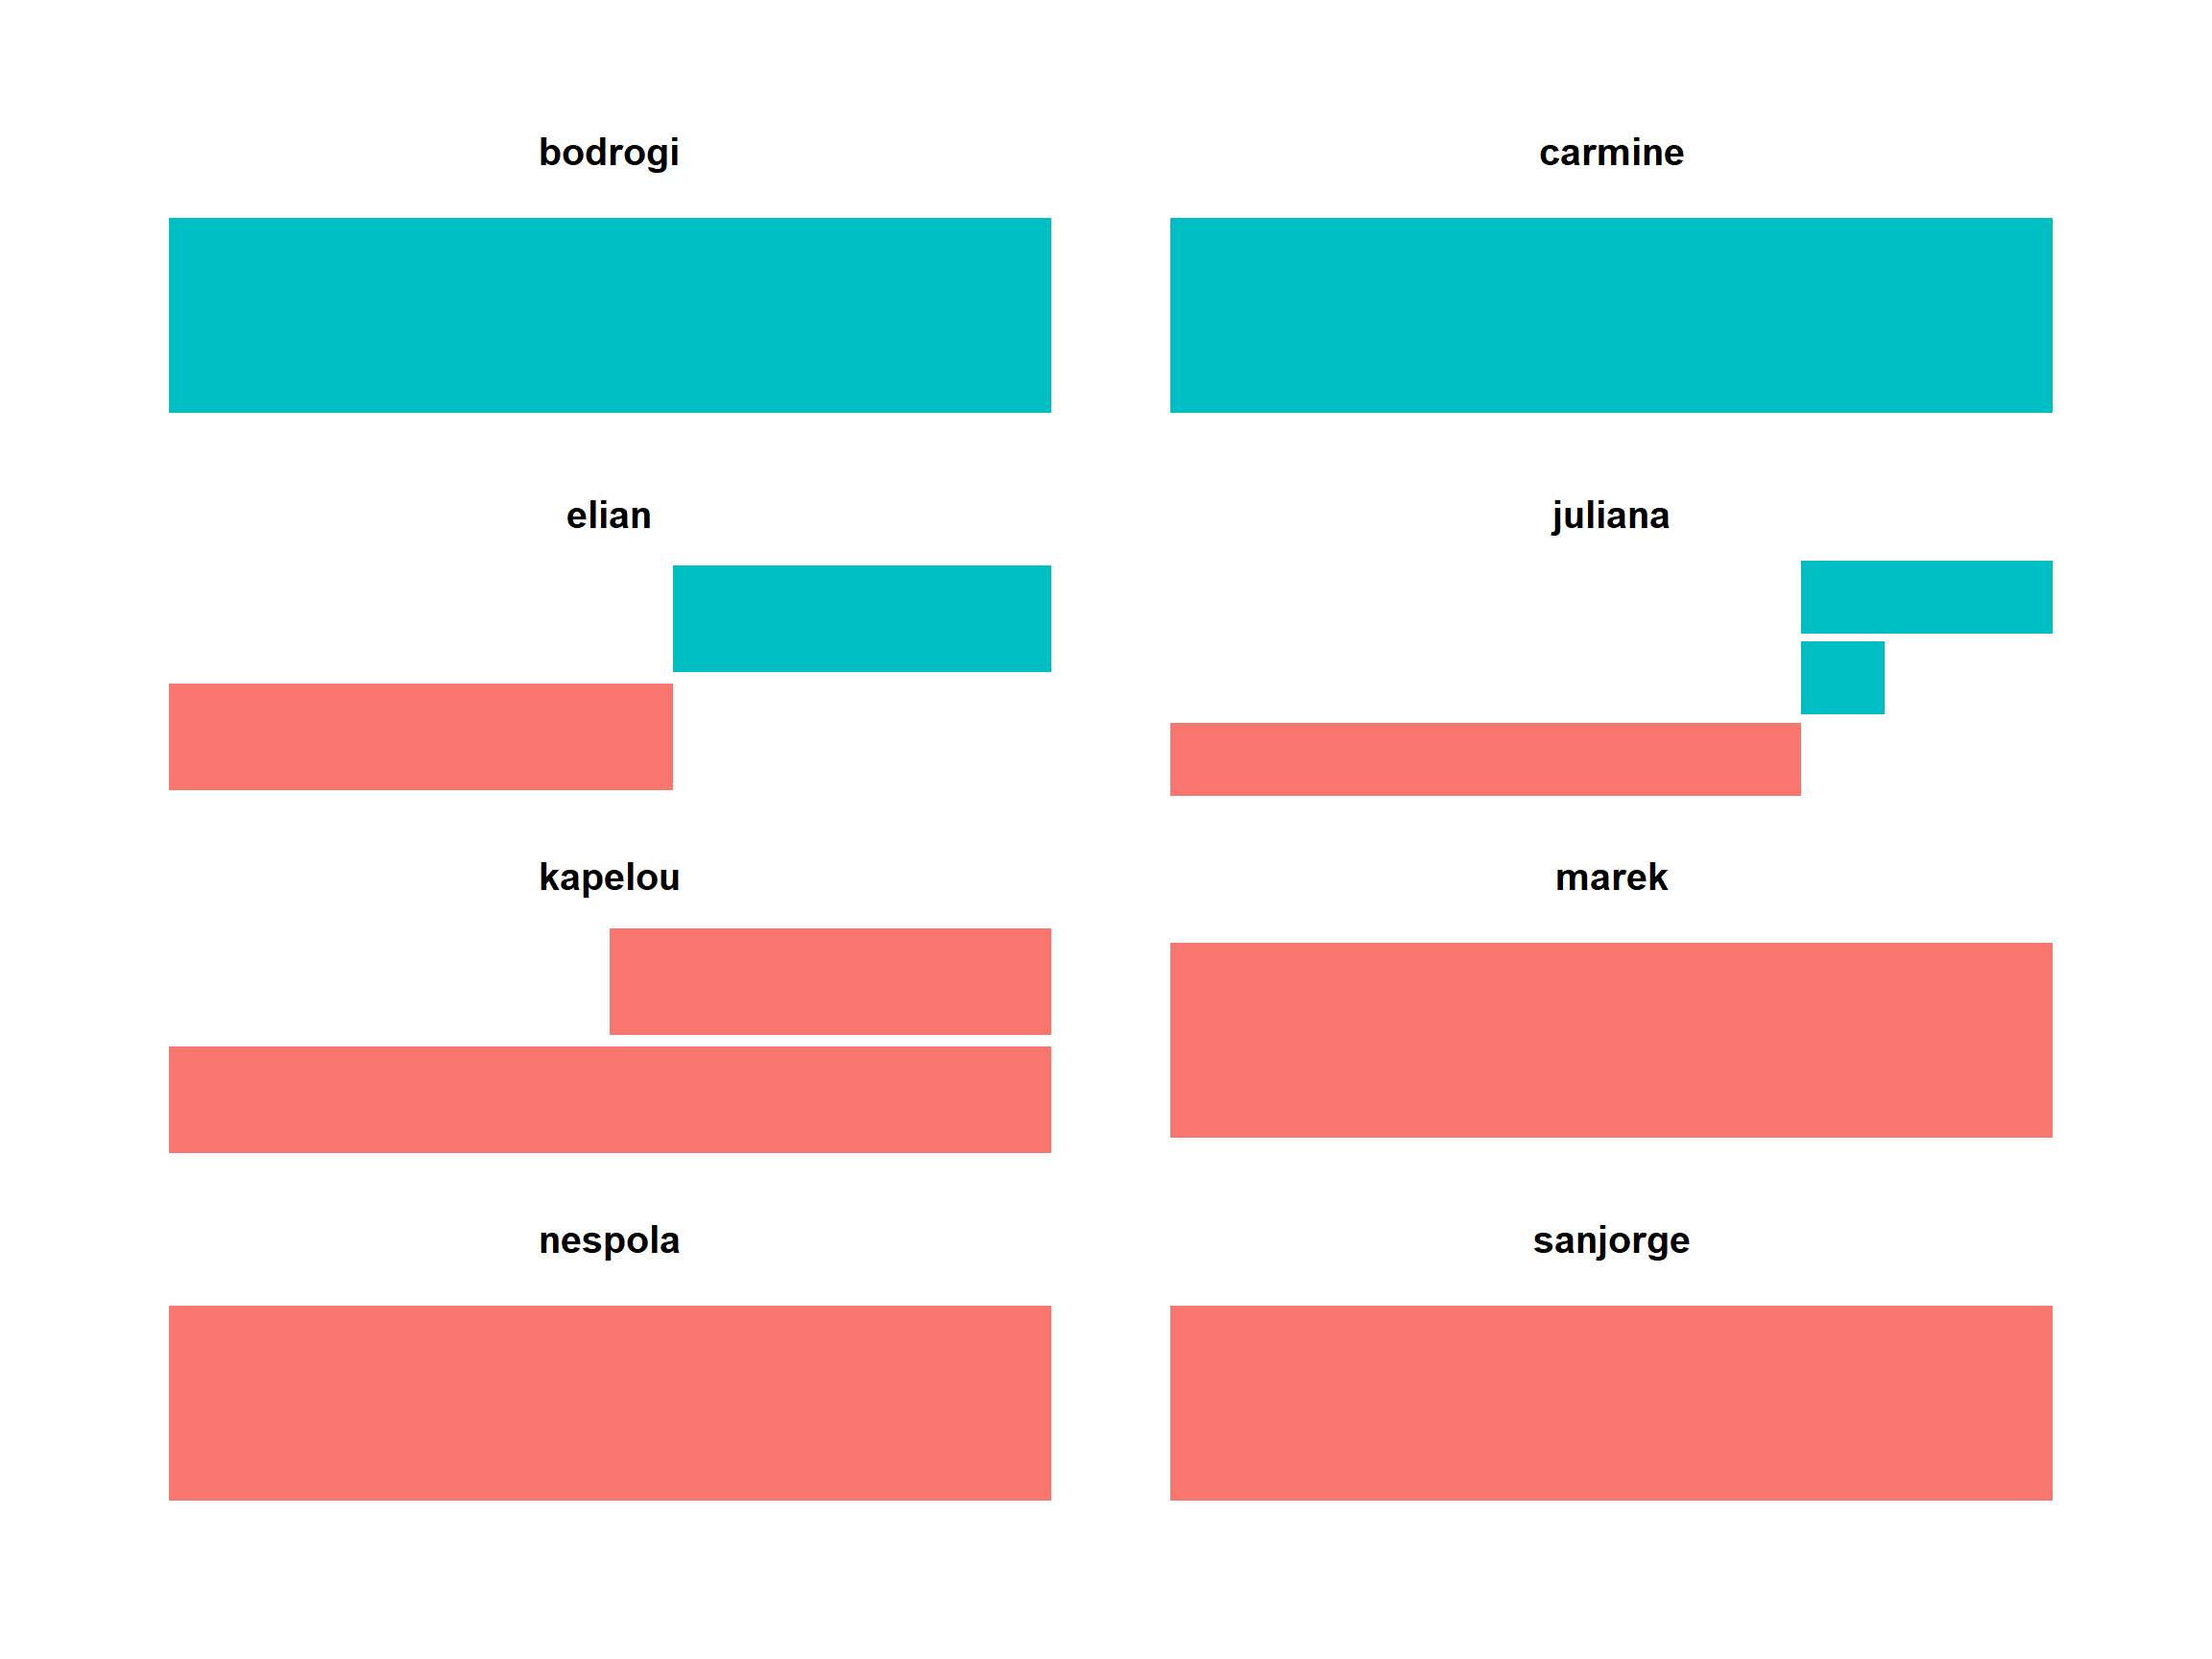 bodrogi
carmine
elian
juliana
kapelou
marek
nespola
sanjorge